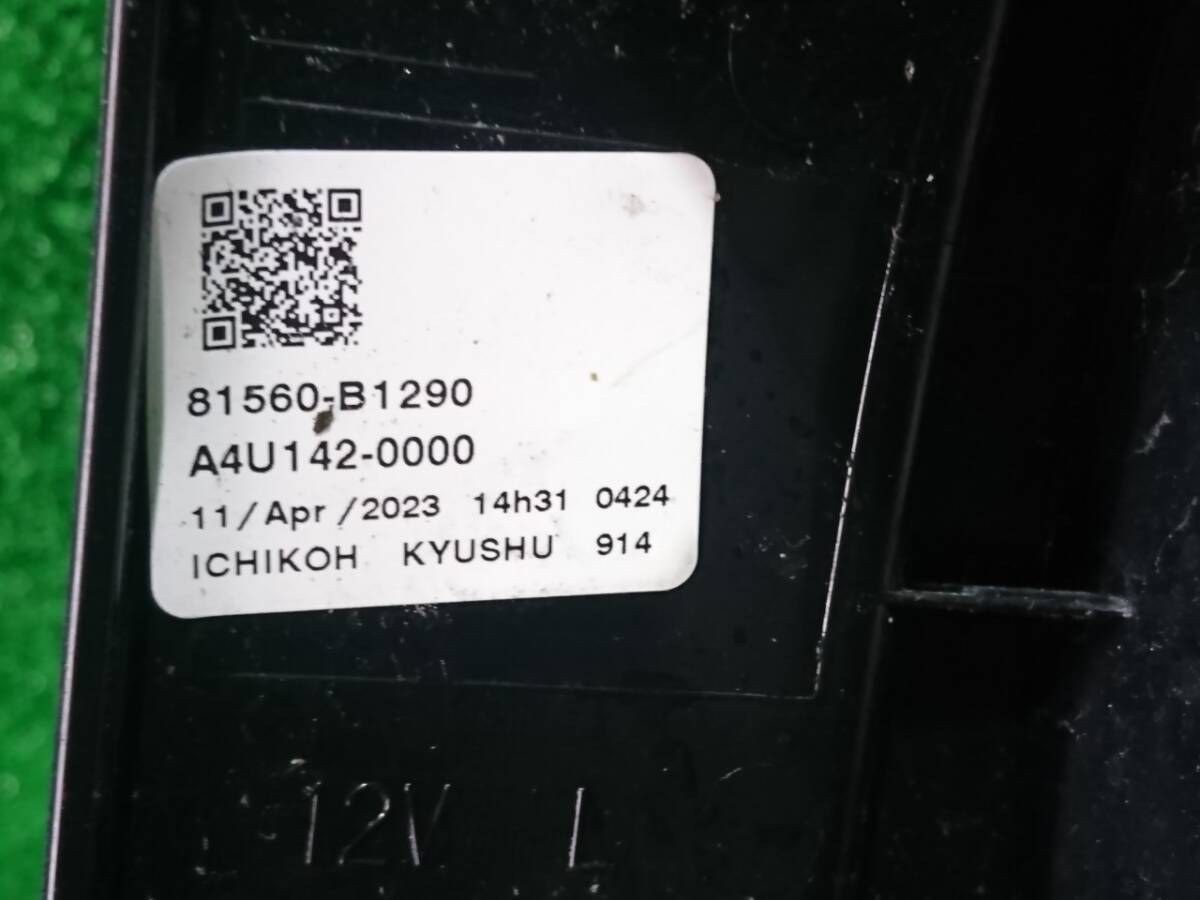 81560-B1290
A4U142-0000
11/Apr/2023 14h31 0424
ICHIKOH KYUSHU 914
12V L